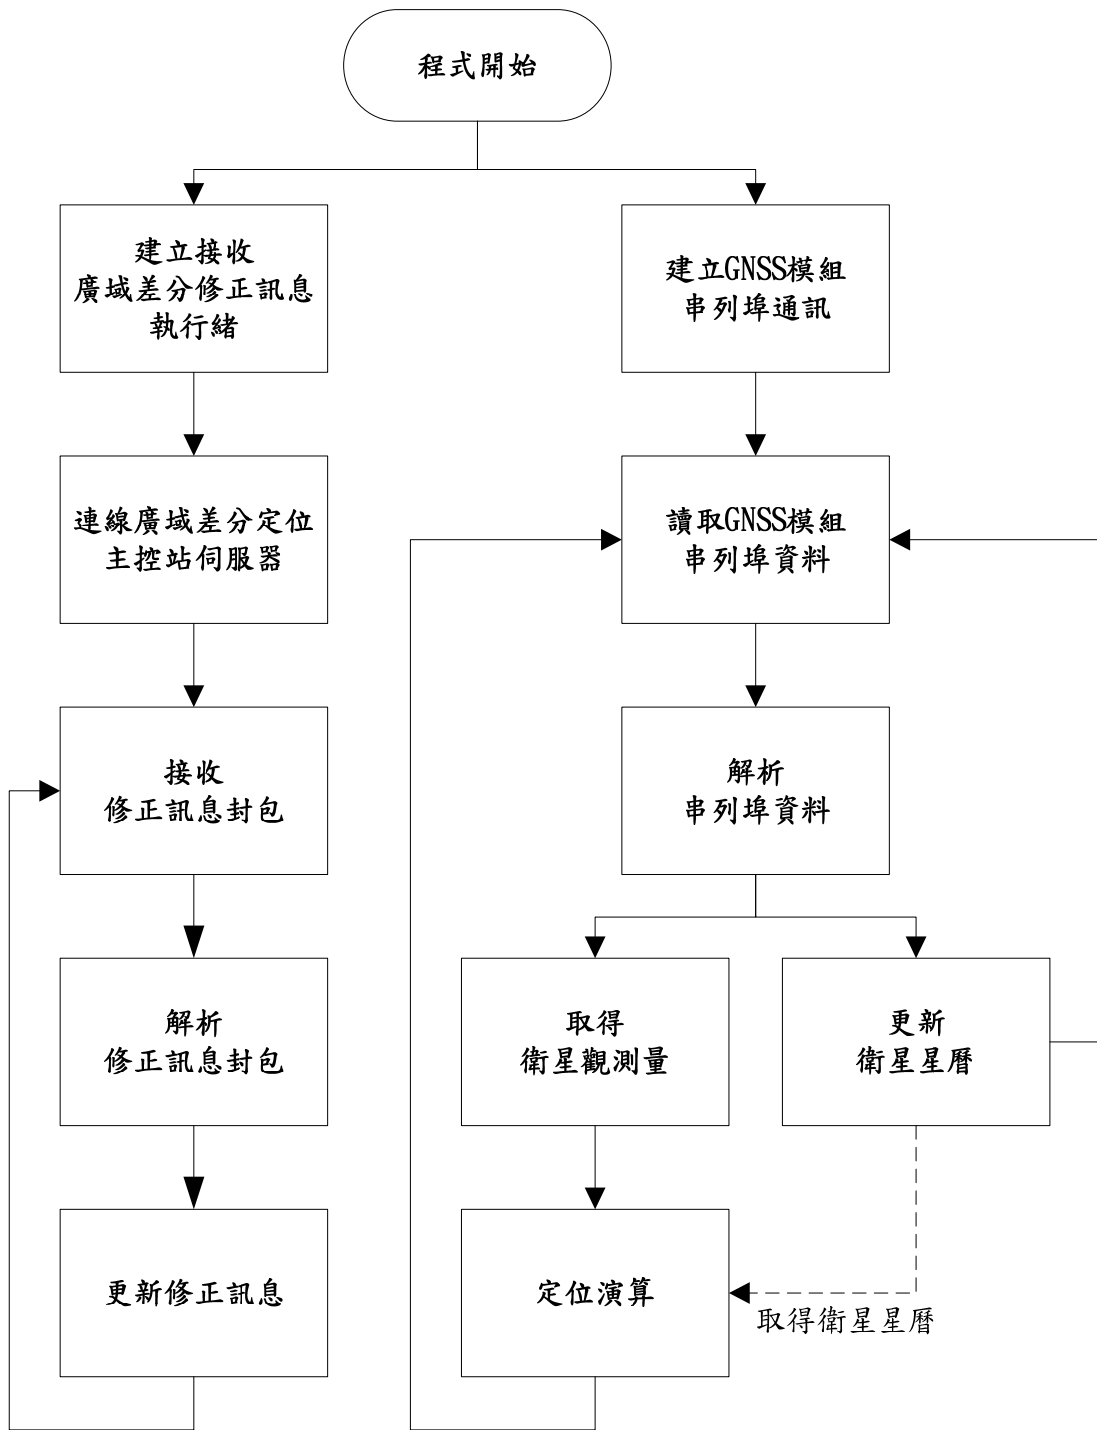 程式開始
建立接收
廣域差分修正訊息
執行緒
建立GNSS模組
串列埠通訊
連線廣域差分定位
主控站伺服器
讀取GNSS模組
串列埠資料
接收
修正訊息封包
解析
串列埠資料
解析
修正訊息封包
取得
衛星觀測量
更新
衛星星曆
更新修正訊息
定位演算
取得衛星星曆